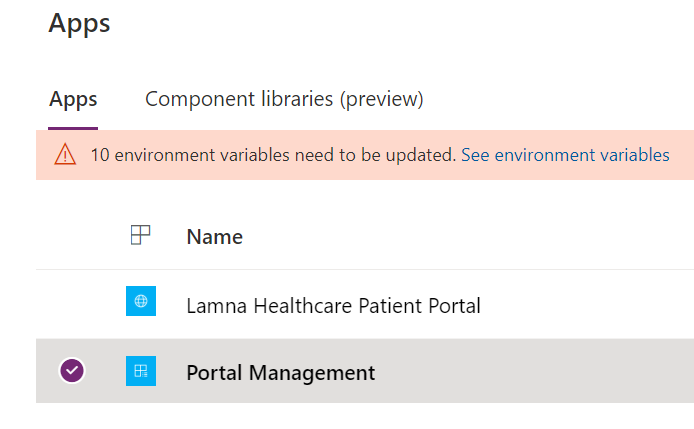 Apps
Apps Component libraries (preview)
10 environment variables need to be updated. See environment variables
Name
Lamna Healthcare Patient Portal
Portal Management